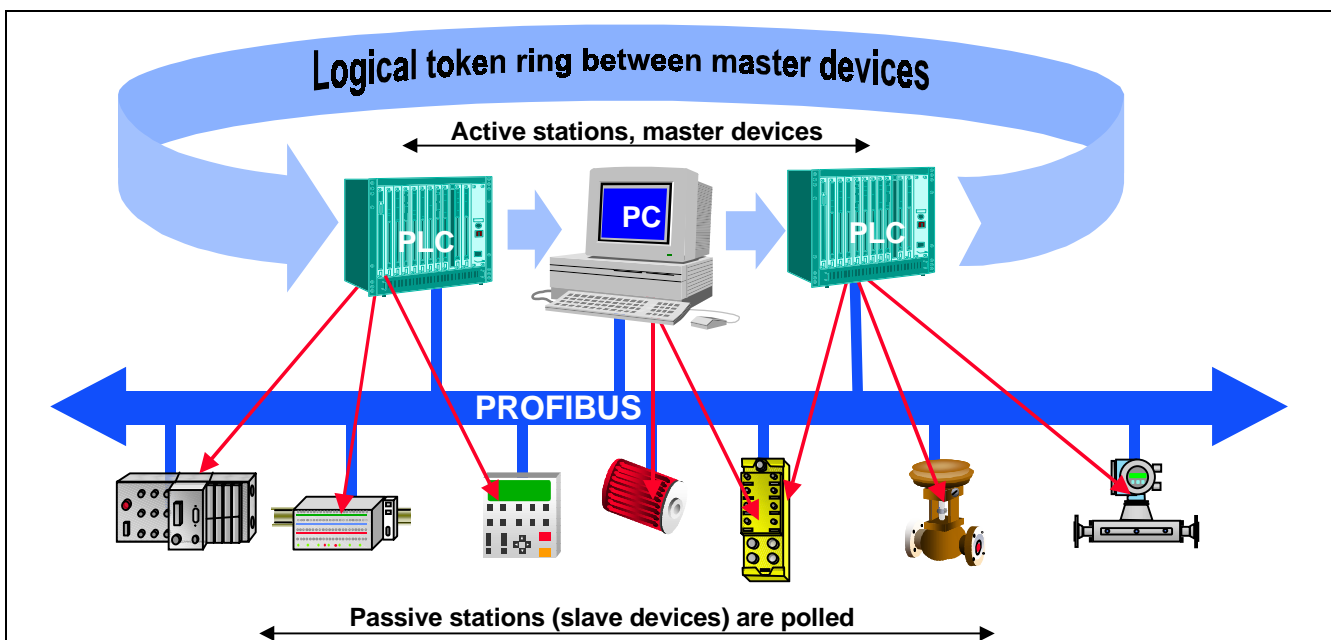 Logical token ring between master devices
Active stations, master devices
PLC
PC
PLC
PROFIBUS
Passive stations (slave devices) are polled